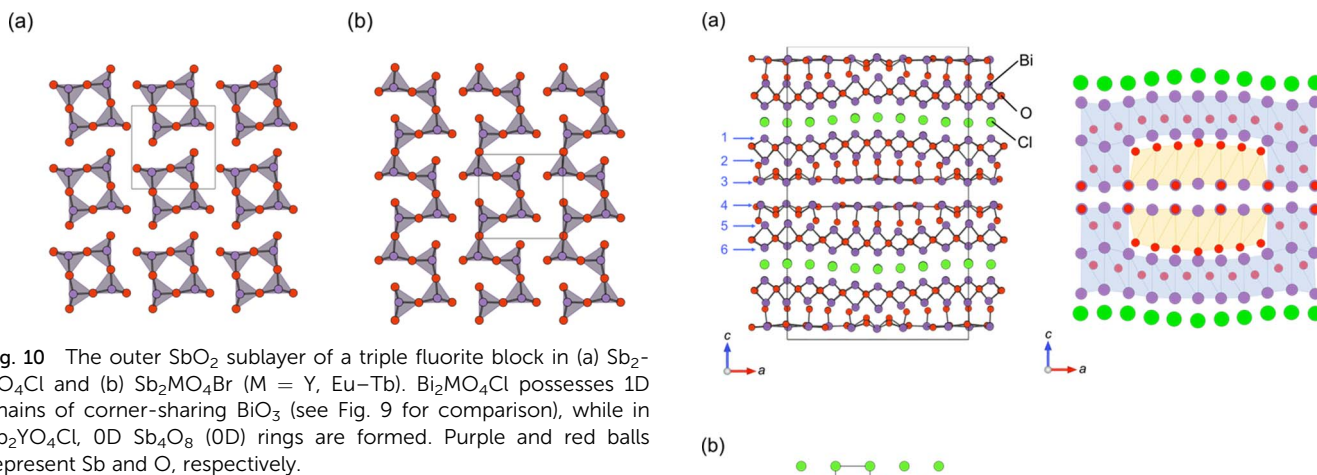 (a)
(b)
g. 10 The outer SbO2 sublayer of a triple fluorite block in (a) Sb2-
O4Cl and (b) Sb2MO4Br (M = Y, Eu–Tb). Bi2MO4Cl possesses 1D
hains of corner-sharing BiO3 (see Fig. 9 for comparison), while in
b2YO4Cl, 0D Sb4O8 (0D) rings are formed. Purple and red balls
epresent Sb and O, respectively.
(a)
Bi
O
Cl
1
2
3
4
5
6
c
a
c
a
(b)